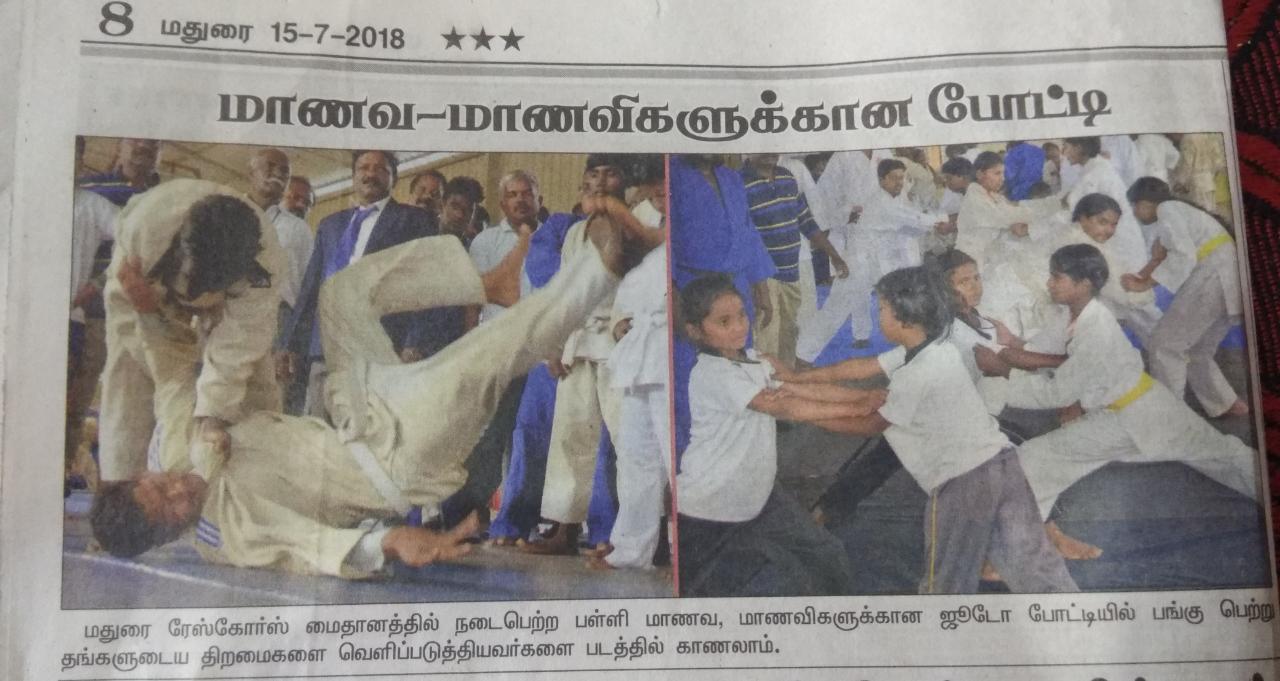 8 மதுரை 15-7-2018 ★★★
மாணவ-மாணவிகளுக்கான போட்டி
மதுரை ரேஸ்கோர்ஸ் மைதானத்தில் நடைபெற்ற பள்ளி மாணவ, மாணவிகளுக்கான ஜூடோ போட்டியில் பங்கு பெற்று
தங்களுடைய திறமைகளை வெளிப்படுத்தியவர்களை படத்தில் காணலாம்.